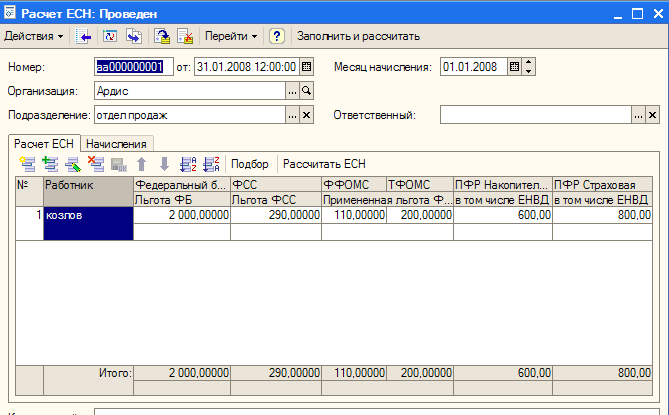 Расчет ЕСН: Проведен
Действия Перейти ? Заполнить и рассчитать
Номер: аа000000001 от: 31.01.2008 12:00:00 Месяц начисления: 01.01.2008
Организация: Ардис ...
Подразделение: отдел продаж ... Ответственный: ...
Расчет ЕСН Начисления
Подбор Рассчитать ЕСН
№ Работник Федеральный б... ФСС ФФОМС ТФОМС ПФР Накопител... ПФР Страховая
Льгота ФБ Льгота ФСС Примененная льгота Ф... в том числе ЕНВД в том числе ЕНВД
1 козлов 2 000,00000 290,00000 110,00000 200,00000 600,00 800,00
Итого: 2 000,00000 290,00000 110,00000 200,00000 600,00 800,00